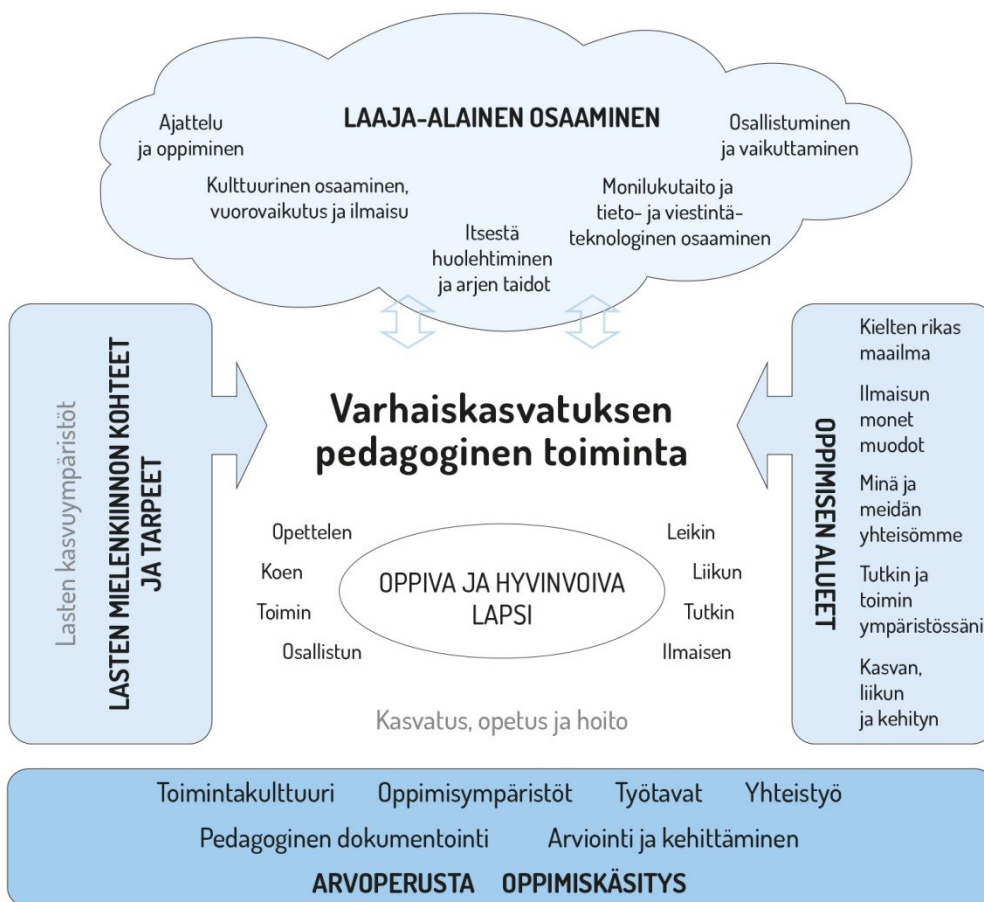 LAAJA-ALAINEN OSAAMINEN
Ajattelu
ja oppiminen
Kulttuurinen osaaminen,
vuorovaikutus ja ilmaisu
Itsestä
huolehtiminen
ja arjen taidot
Monilukutaito ja
tieto- ja viestintä-
teknologinen osaaminen
Osallistuminen
ja vaikuttaminen
Lasten kasvuympäristöt
LASTEN MIELENKIINNON KOHTEET
JA TARPEET
Varhaiskasvatuksen
pedagoginen toiminta
Opettelen
Koen
Toimin
Osallistun
OPPIVA JA HYVINVOIVA
LAPSI
Leikin
Liikun
Tutkin
Ilmaisen
Kasvatus, opetus ja hoito
OPPIMISEN ALUEET
Kielten rikas
maailma
Ilmaisun
monet
muodot
Minä ja
meidän
yhteisömme
Tutkin ja
toimin
ympäristössäni
Kasvan,
liikun
ja kehityn
Toimintakulttuuri Oppimisympäristöt Työtavat Yhteistyö
Pedagoginen dokumentointi Arviointi ja kehittäminen
ARVOPERUSTA OPPIMISKÄSITYS